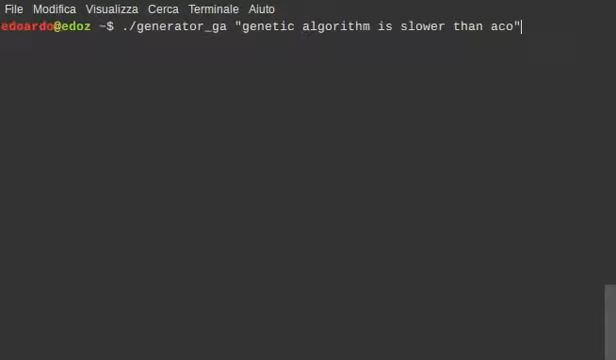 File Modifica Visualizza Cerca Terminale Aiuto
edoardo@edoz ~$ ./generator_ga "genetic algorithm is slower than aco"